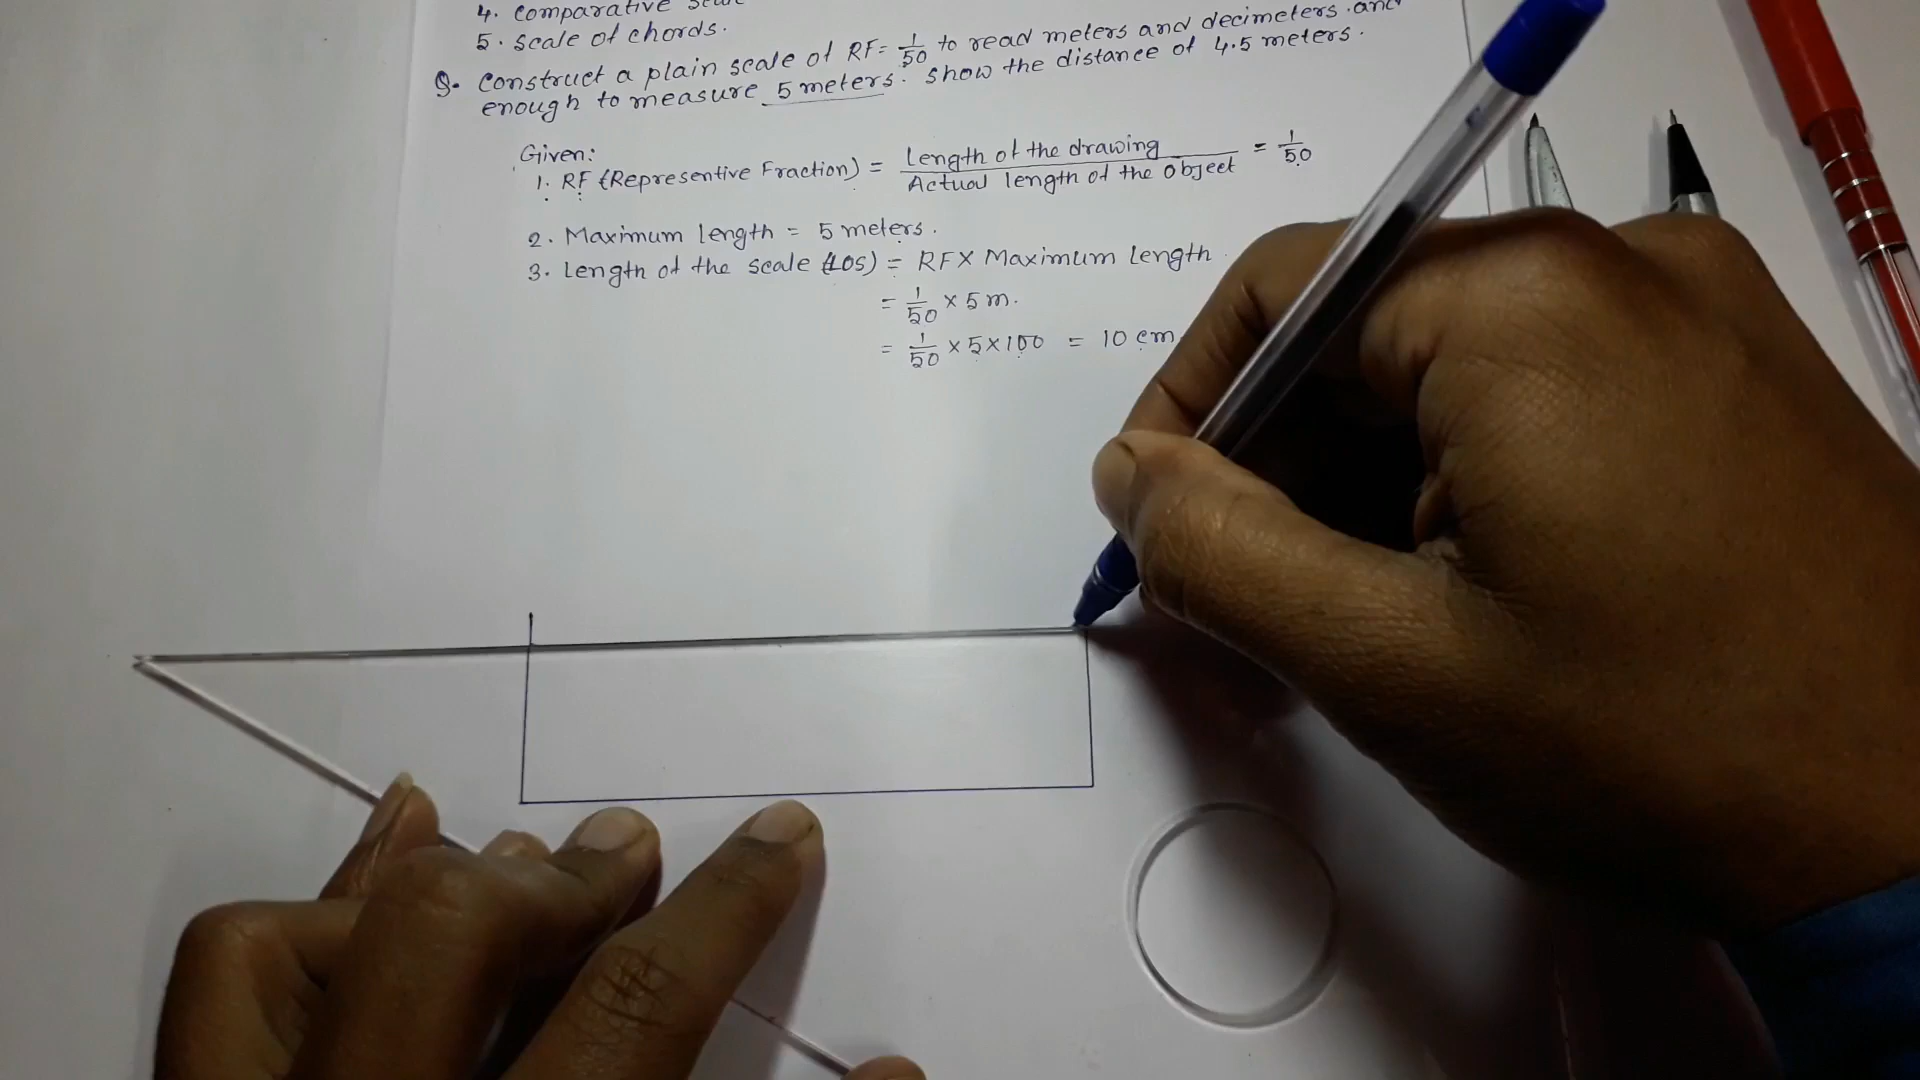 4. Comparative
5. scale of chords.
Q. Construct a plain scale of RF = 1/50 to read meters and decimeters and
enough to measure 5 meters. show the distance of 4.5 meters.
Given:
1. RF (Representive Fraction) = Length of the drawing / Actual length of the object = 1/50
2. Maximum length = 5 meters.
3. Length of the scale (LOS) = RF X Maximum length
= 1/50 × 5 m.
= 1/50 × 5 × 100 = 10 cm